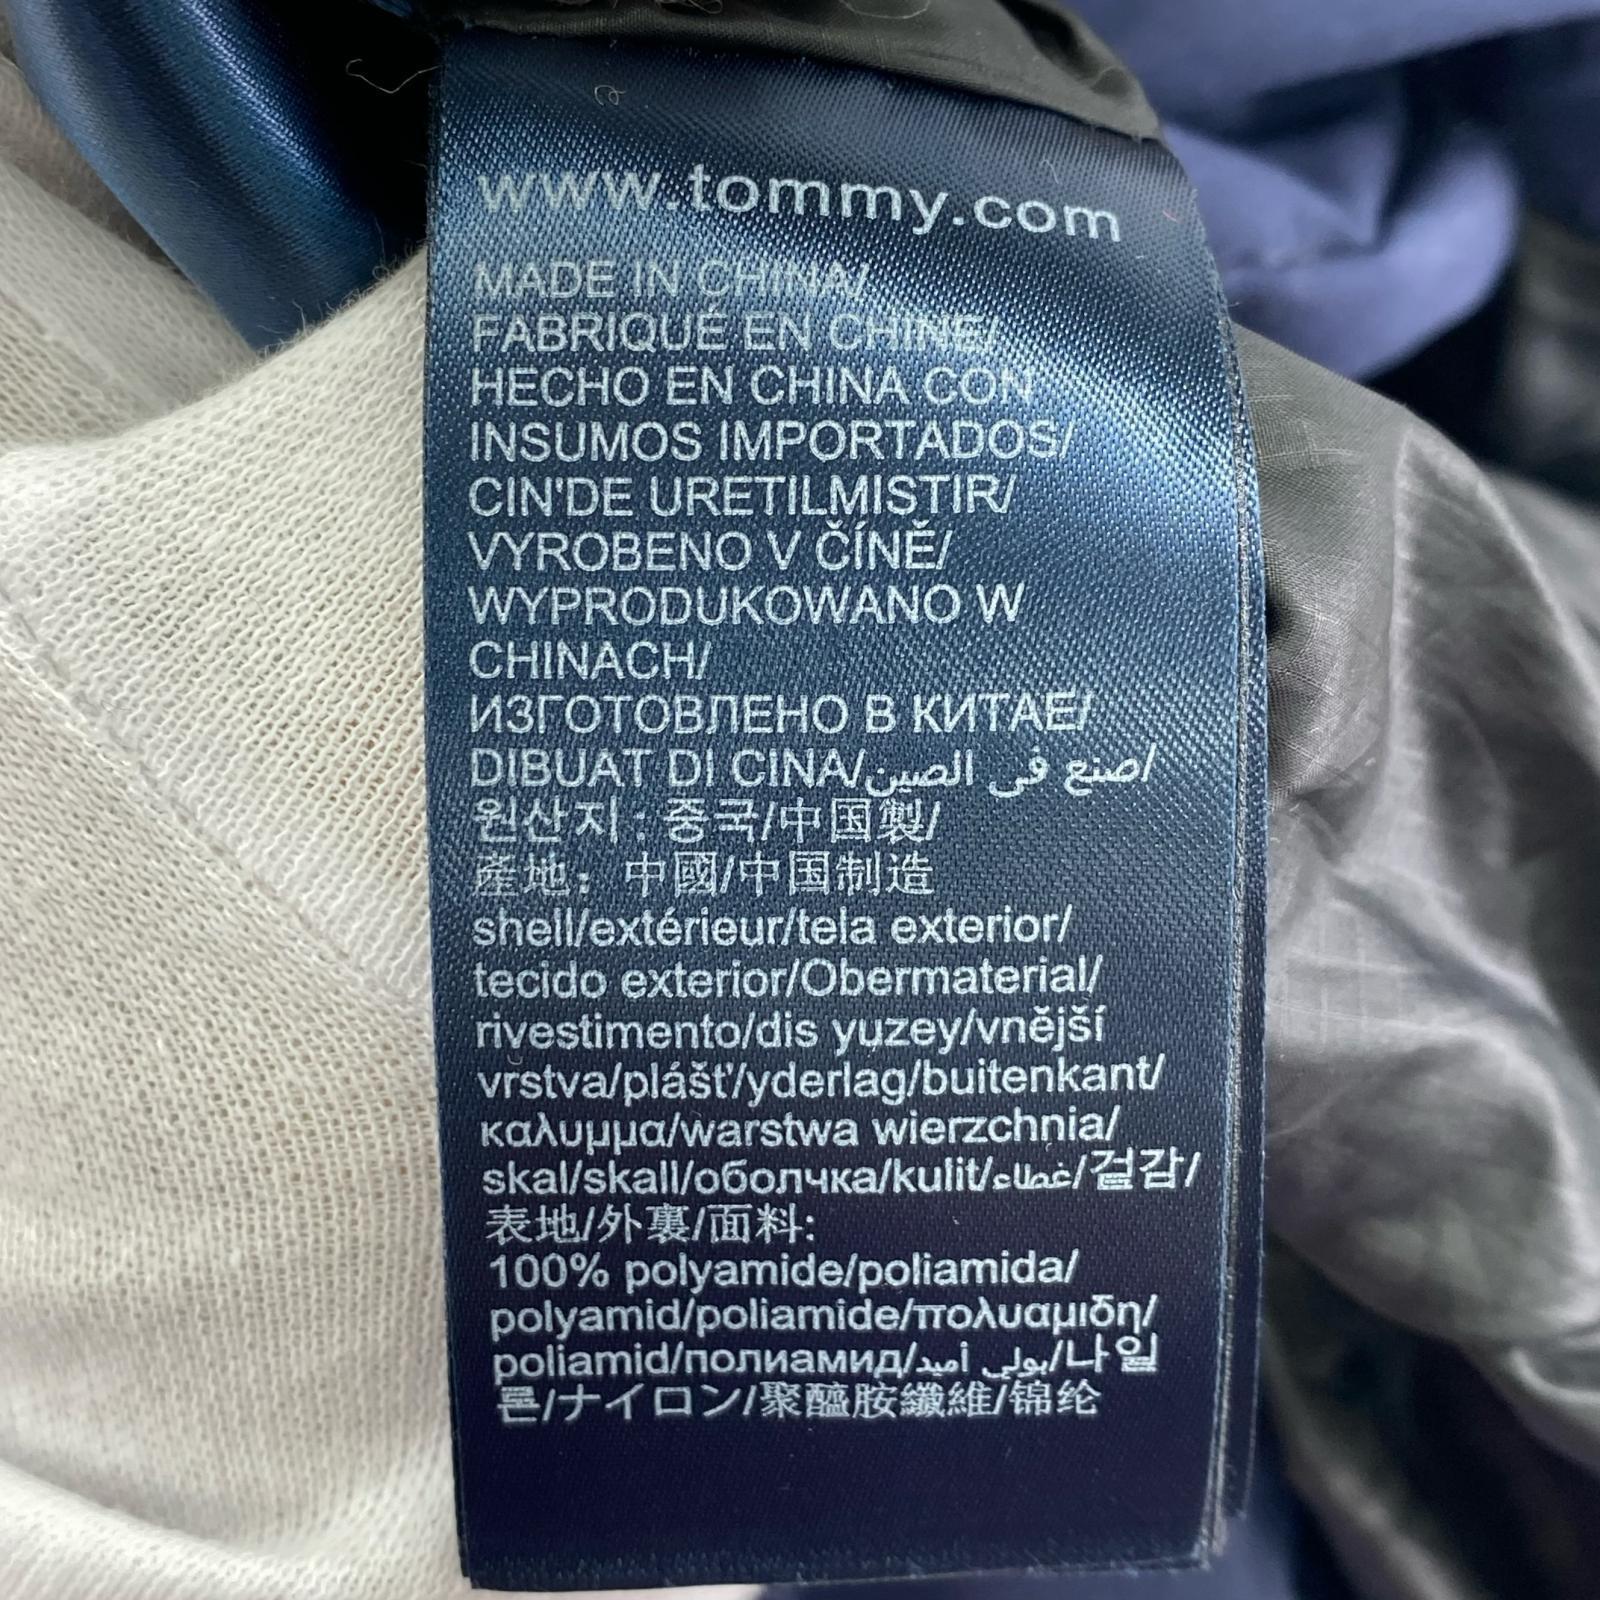 www.tommy.com
MADE IN CHINA/
FABRIQUÉ EN CHINE/
HECHO EN CHINA CON
INSUMOS IMPORTADOS/
CIN'DE URETILMISTIR/
VYROBENO V ČÍNĚ/
WYPRODUKOWANO W
CHINACH/
ИЗГОТОВЛЕНО В КИТАЕ/
DIBUAT DI CINA/صنع في الصين/
원산지 : 중국/中国製/
產地： 中國/中国制造
shell/extérieur/tela exterior/
tecido exterior/Obermaterial/
rivestimento/dis yuzey/vnější
vrstva/plášť/yderlag/buitenkant/
καλυμμα/warstwa wierzchnia/
skal/skall/оболчка/kulit/غطاء/겉감/
表地/外裏/面料:
100% polyamide/poliamida/
polyamid/poliamide/πολυαμιδη/
poliamid/полиамид/بولي أميد/나일
론/ナイロン/聚醯胺纖維/锦纶